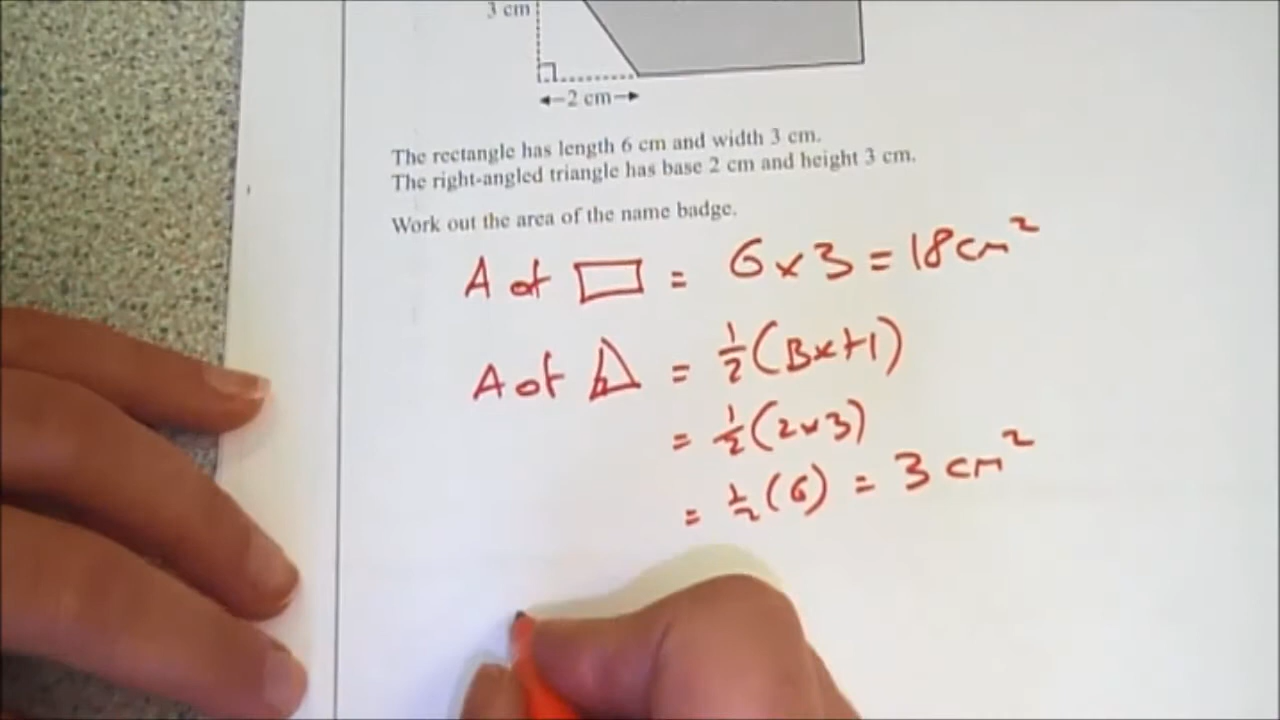 3 cm
2 cm
The rectangle has length 6 cm and width 3 cm.
The right-angled triangle has base 2 cm and height 3 cm.
Work out the area of the name badge.
A of = 6 × 3 = 18 cm²
A of = ½ (B×H)
= ½ (2×3)
= ½ (6) = 3 cm²